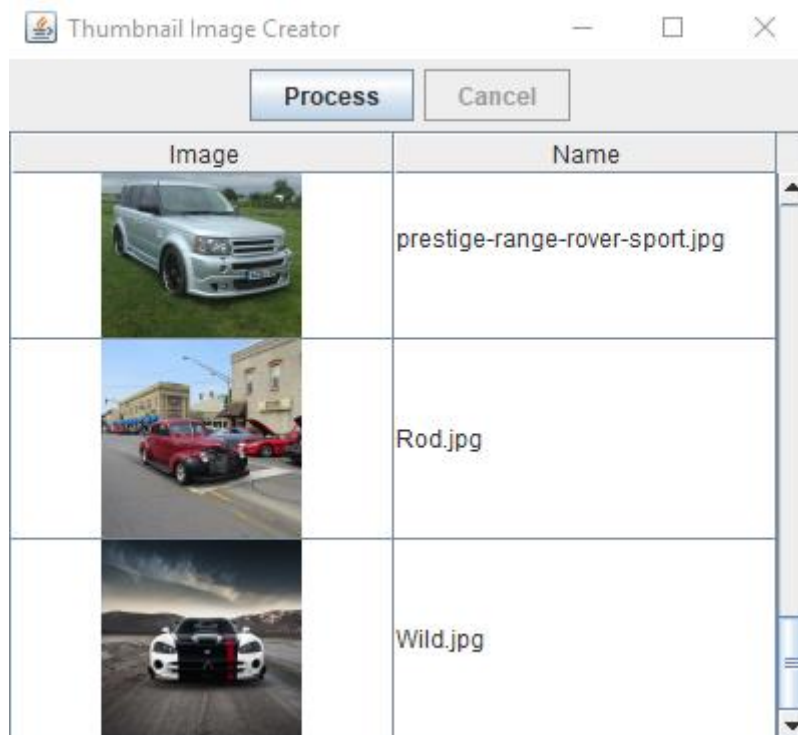 Thumbnail Image Creator
Process Cancel
Image Name
prestige-range-rover-sport.jpg
Rod.jpg
Wild.jpg